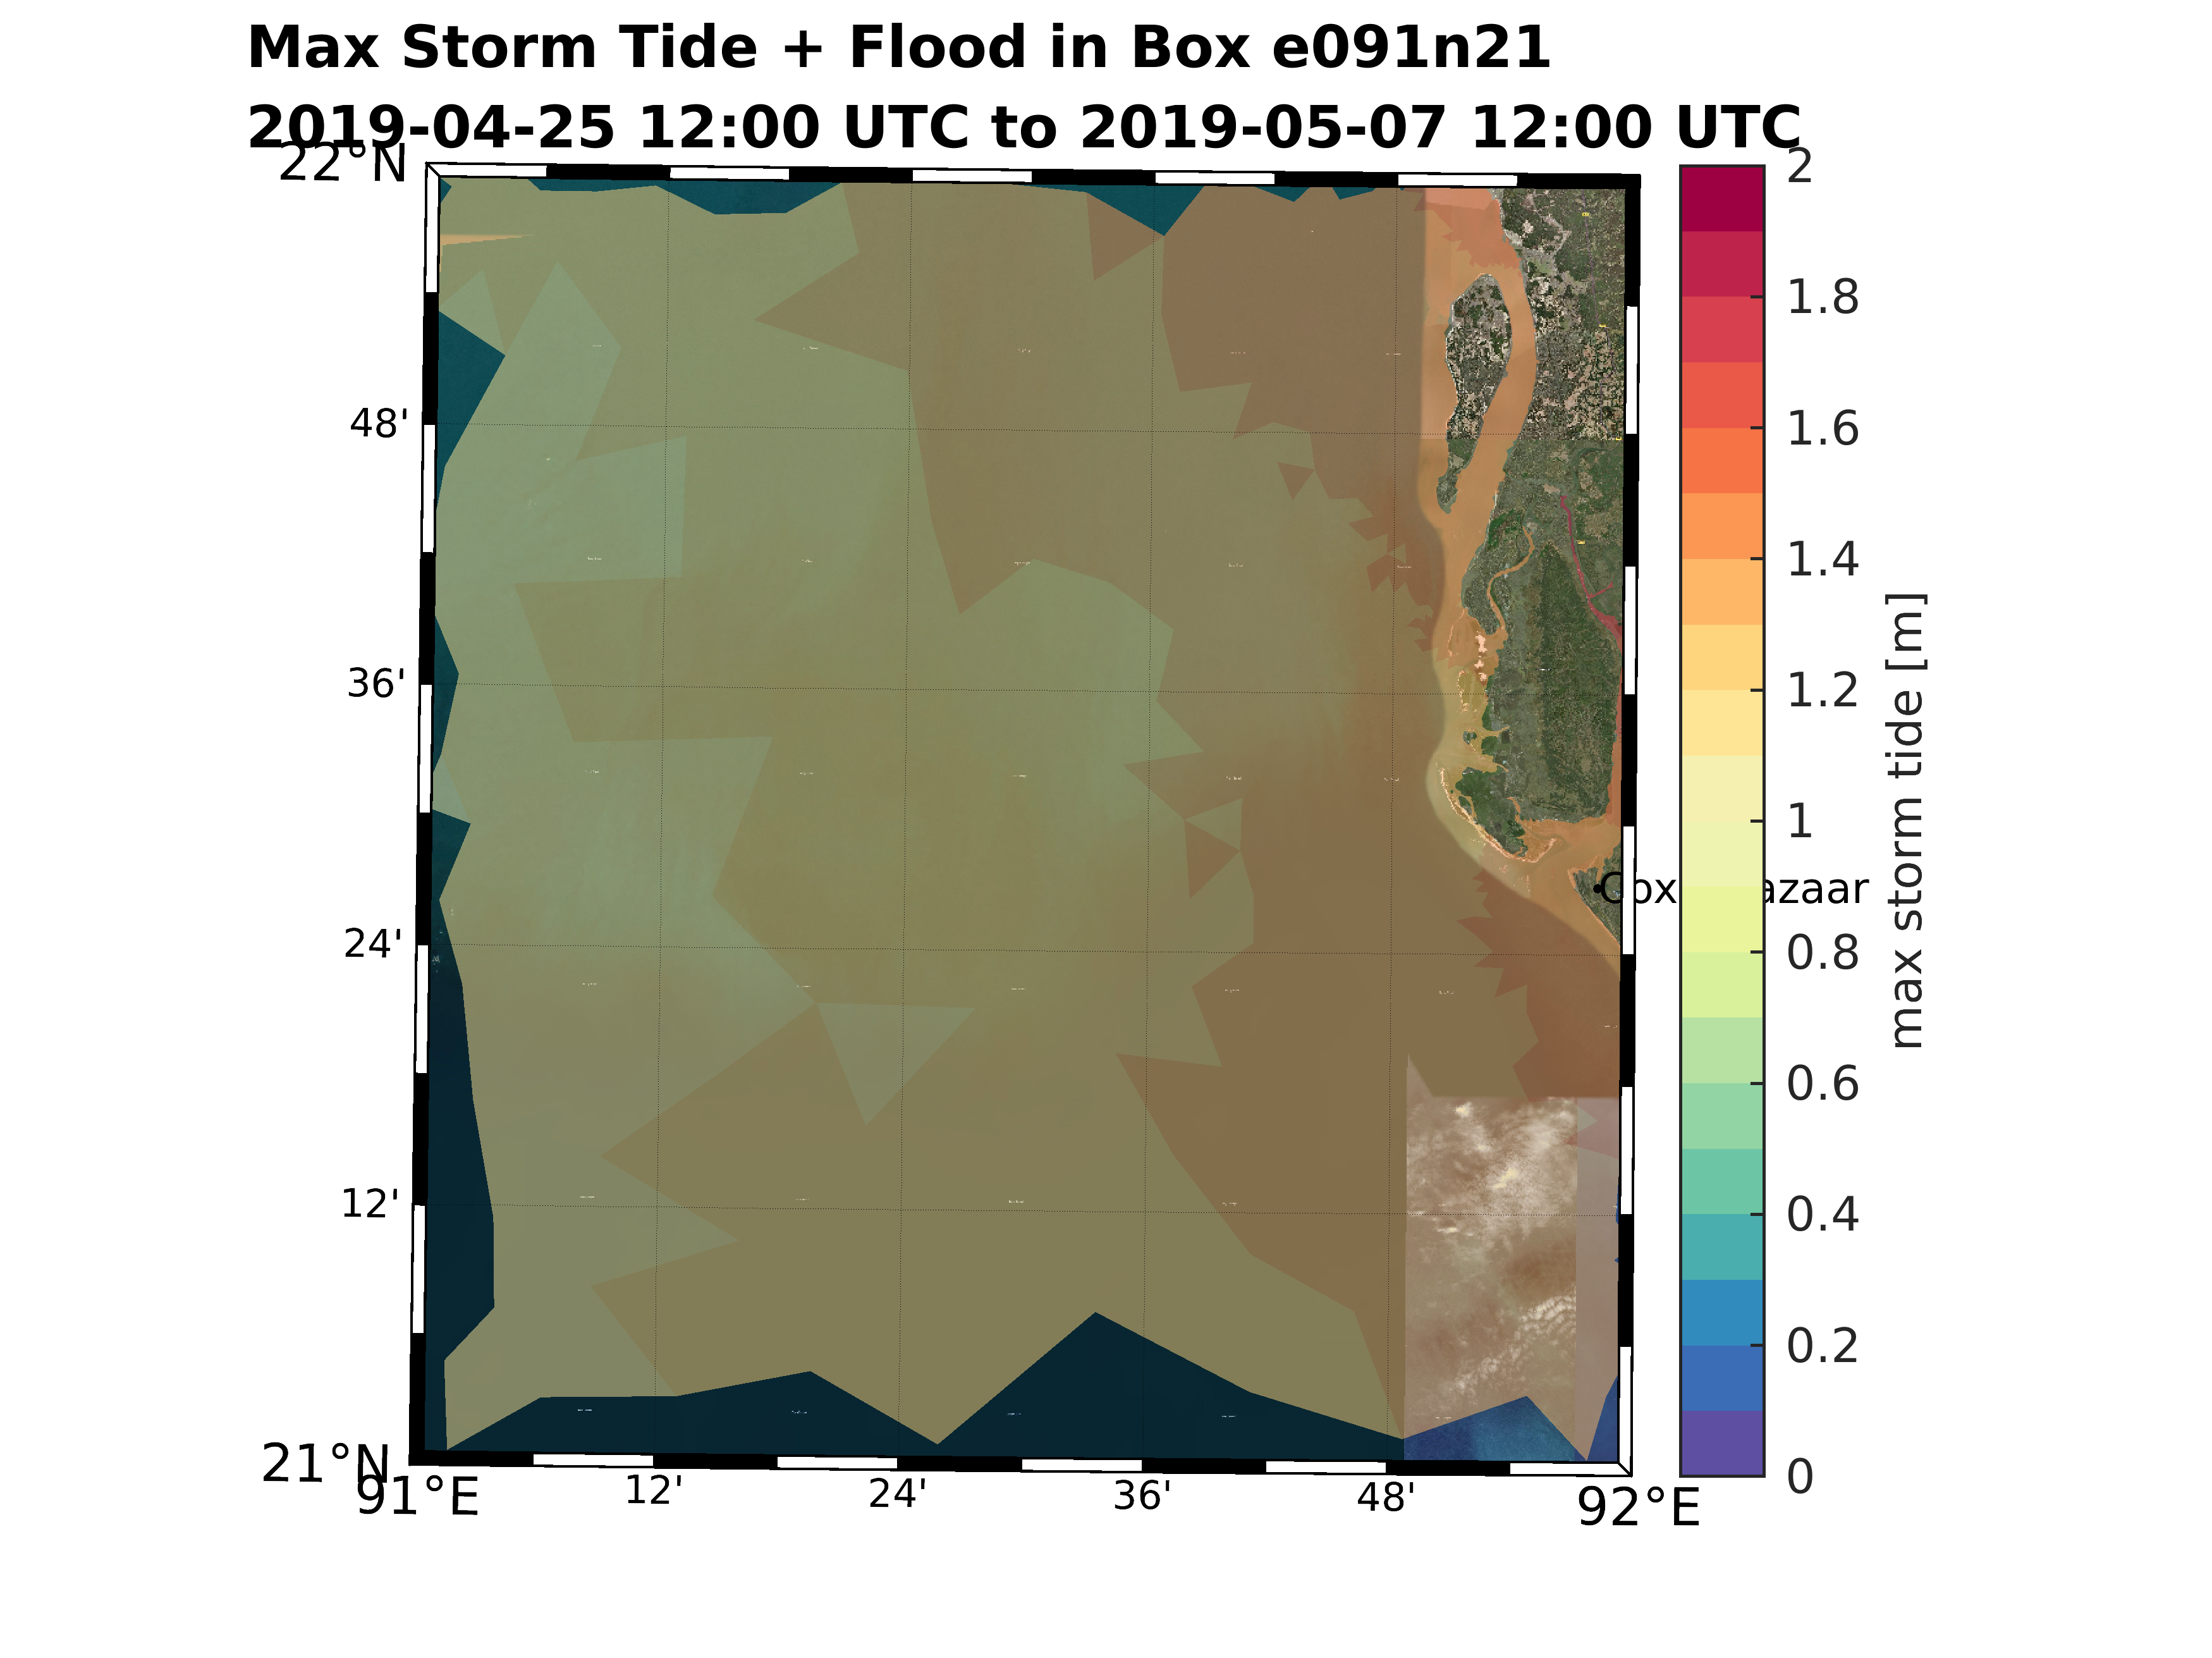 Max Storm Tide + Flood in Box e091n21
2019-04-25 12:00 UTC to 2019-05-07 12:00 UTC
22°N
48'
36'
24'
12'
21°N
91°E
12'
24'
36'
48'
92°E
Cox azaar
2
1.8
1.6
1.4
1.2
1
0.8
0.6
0.4
0.2
0
max storm tide [m]